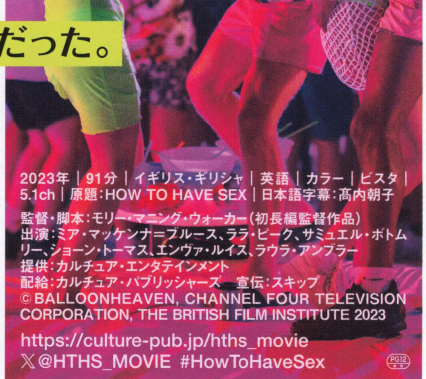 だった。
2023年｜91分｜イギリス・ギリシャ｜英語｜カラー｜ビスタ｜
5.1ch｜原題：HOW TO HAVE SEX｜日本語字幕：髙内朝子
監督・脚本：モリー・マニング・ウォーカー（初長編監督作品）
出演：ミア・マッケンナ＝ブルース、ララ・ピーク、サミュエル・ボトム
リー、ショーン・トーマス、エンヴァ・ルイス、ラウラ・アンブラー
提供：カルチュア・エンタテインメント
配給：カルチュア・パブリッシャーズ　宣伝：スキップ
©BALLOONHEAVEN, CHANNEL FOUR TELEVISION
CORPORATION, THE BRITISH FILM INSTITUTE 2023
https://culture-pub.jp/hths_movie
X@HTHS_MOVIE #HowToHaveSex
PG12